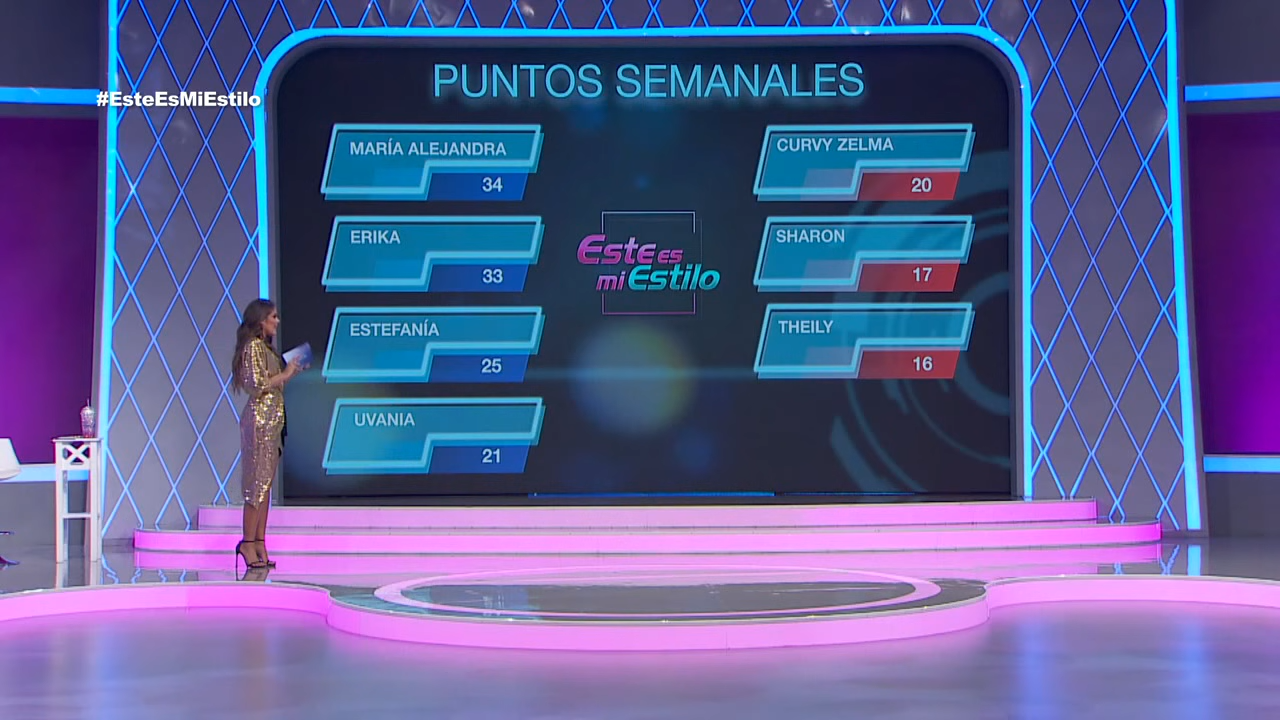 PUNTOS SEMANALES
#EsteEsMiEstilo
MARÍA ALEJANDRA
34
ERIKA
33
ESTEFANÍA
25
UVANIA
21
Este es
mi Estilo
CURVY ZELMA
20
SHARON
17
THEILY
16